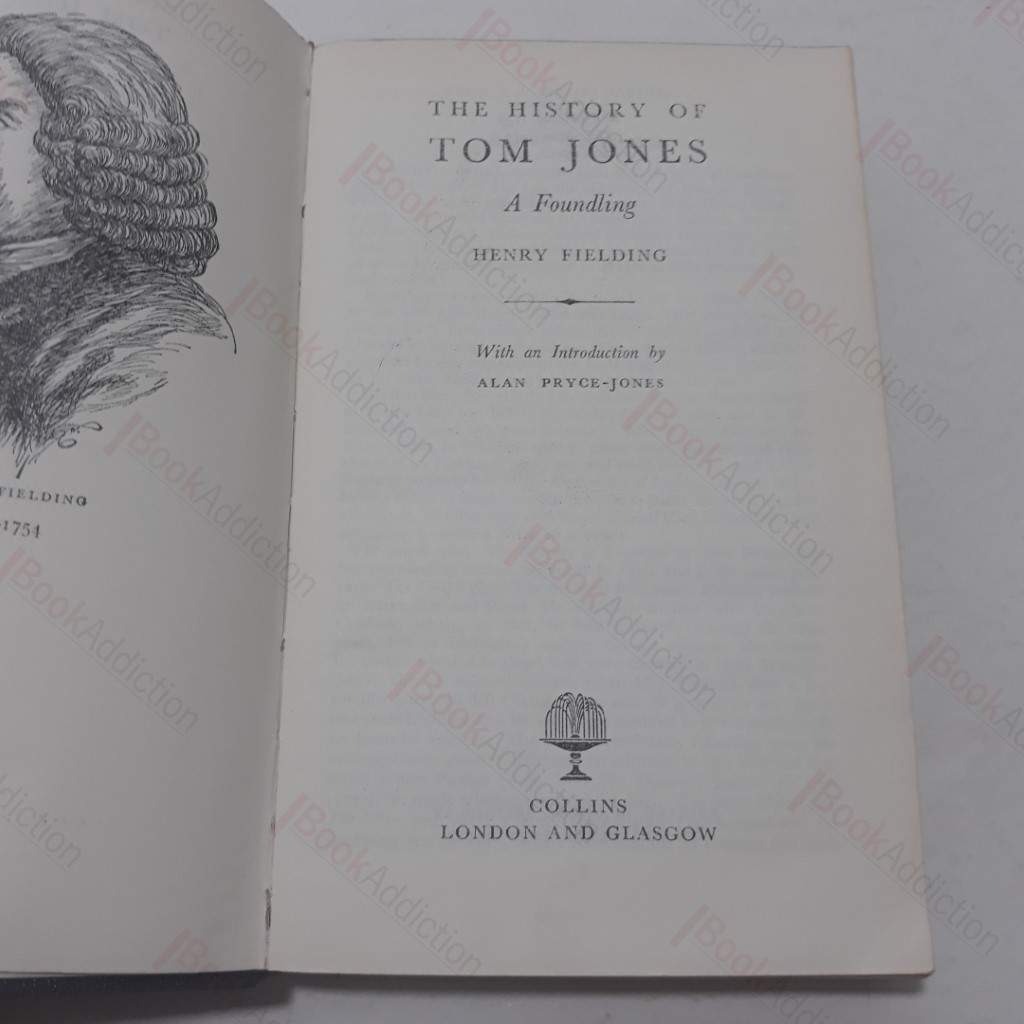 FIELDING
-1754
THE HISTORY OF
TOM JONES
A Foundling
HENRY FIELDING
With an Introduction by
ALAN PRYCE-JONES
COLLINS
LONDON AND GLASGOW
BookAddiction